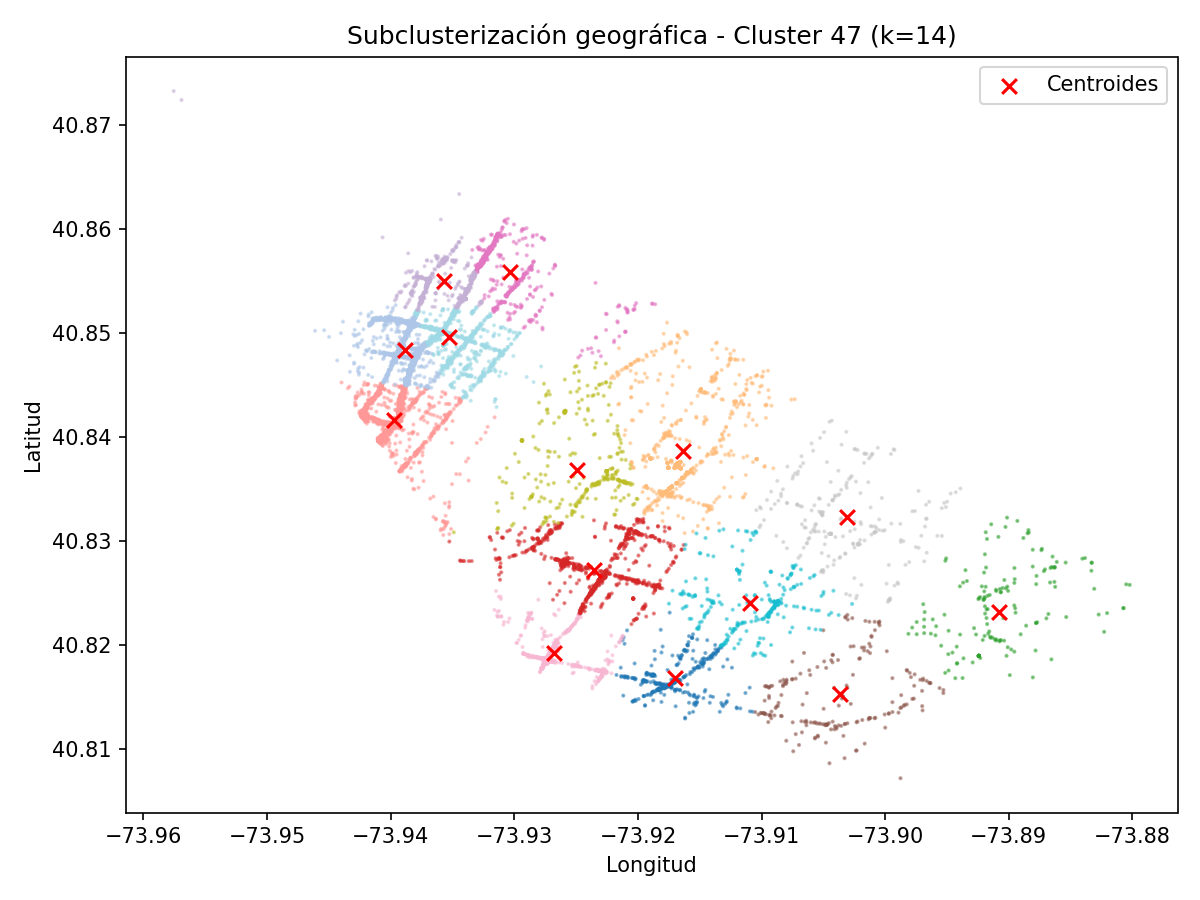 Subclusterización geográfica - Cluster 47 (k=14)
Centroides
Latitud
40.87
40.86
40.85
40.84
40.83
40.82
40.81
−73.96 −73.95 −73.94 −73.93 −73.92 −73.91 −73.90 −73.89 −73.88
Longitud